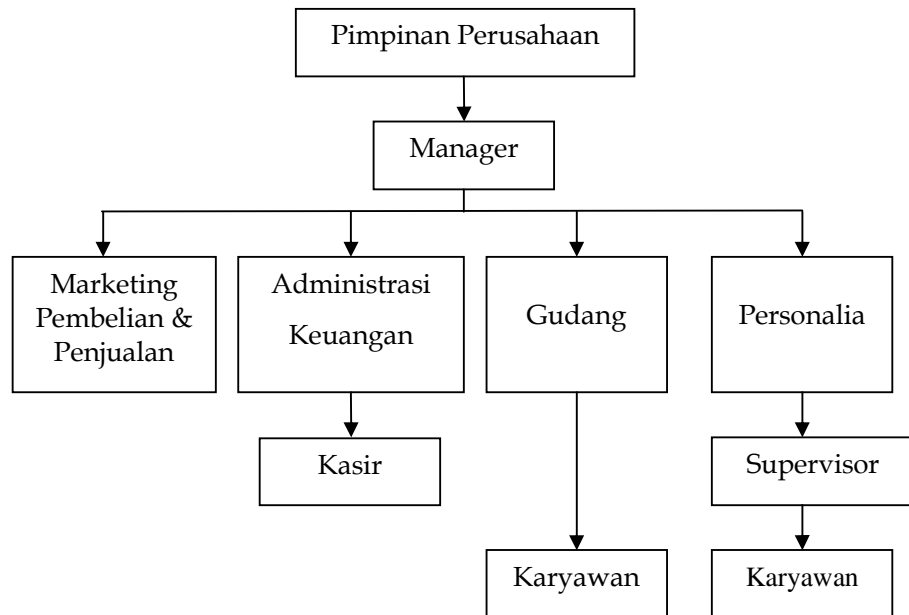 Pimpinan Perusahaan
Manager
Marketing
Pembelian &
Penjualan
Administrasi
Keuangan
Gudang
Personalia
Kasir
Supervisor
Karyawan
Karyawan